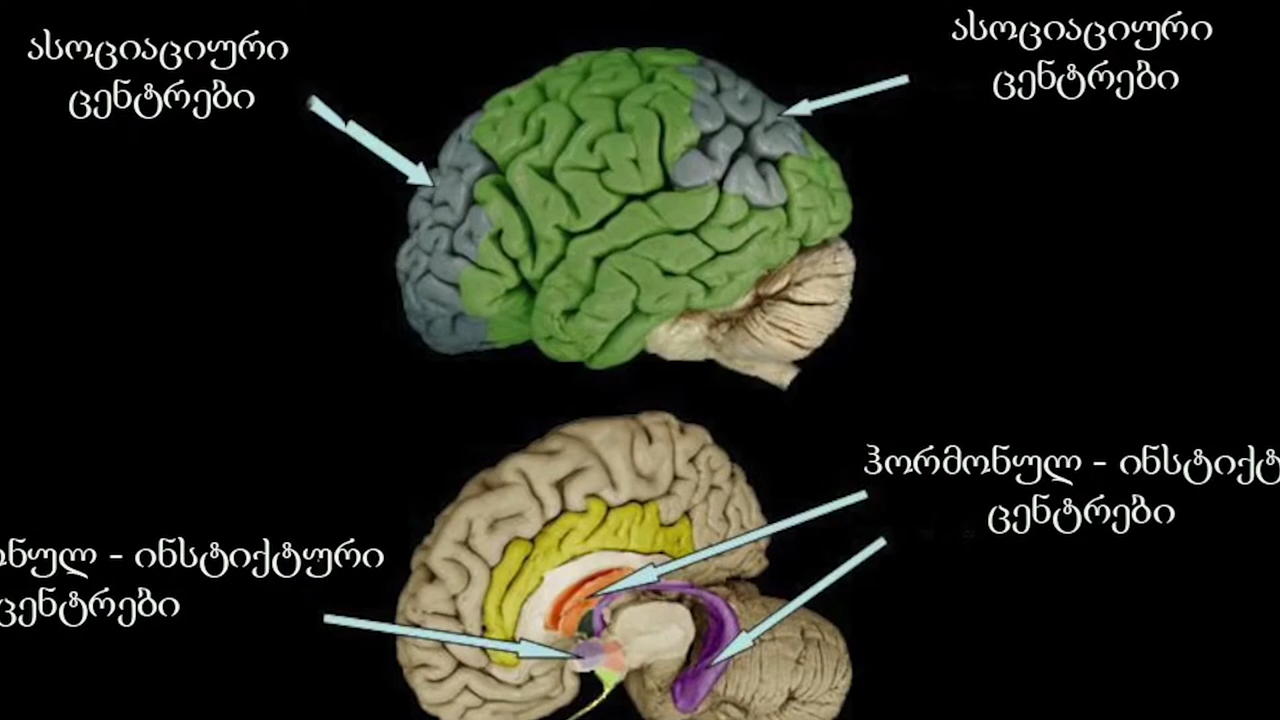 ასოციაციური
ცენტრები
ასოციაციური
ცენტრები
ჰორმონულ - ინსტიქტ
ცენტრები
ნულ - ინსტიქტური
ცენტრები